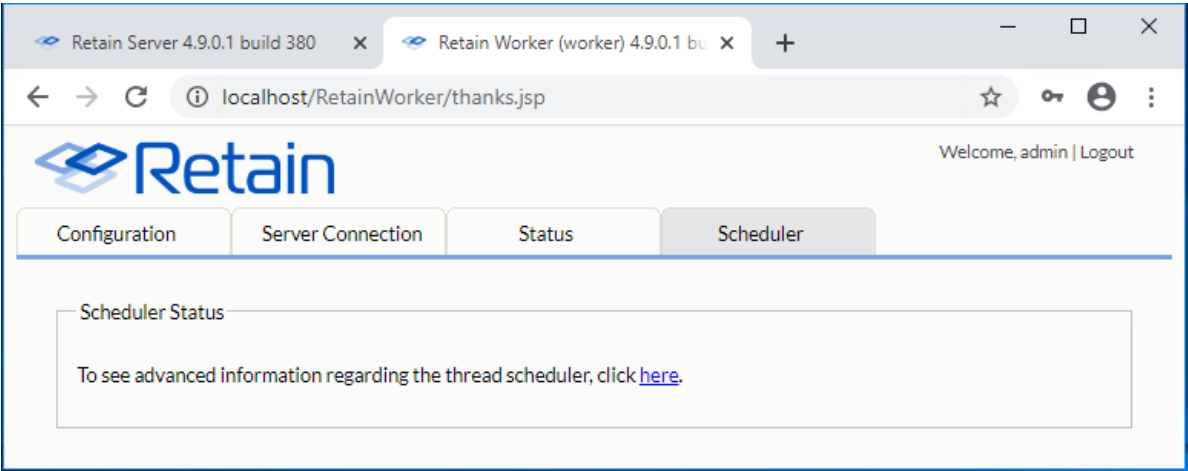 Retain Server 4.9.0.1 build 380
Retain Worker (worker) 4.9.0.1 bu
localhost/RetainWorker/thanks.jsp
Retain
Welcome, admin | Logout
Configuration Server Connection Status Scheduler
Scheduler Status
To see advanced information regarding the thread scheduler, click here.